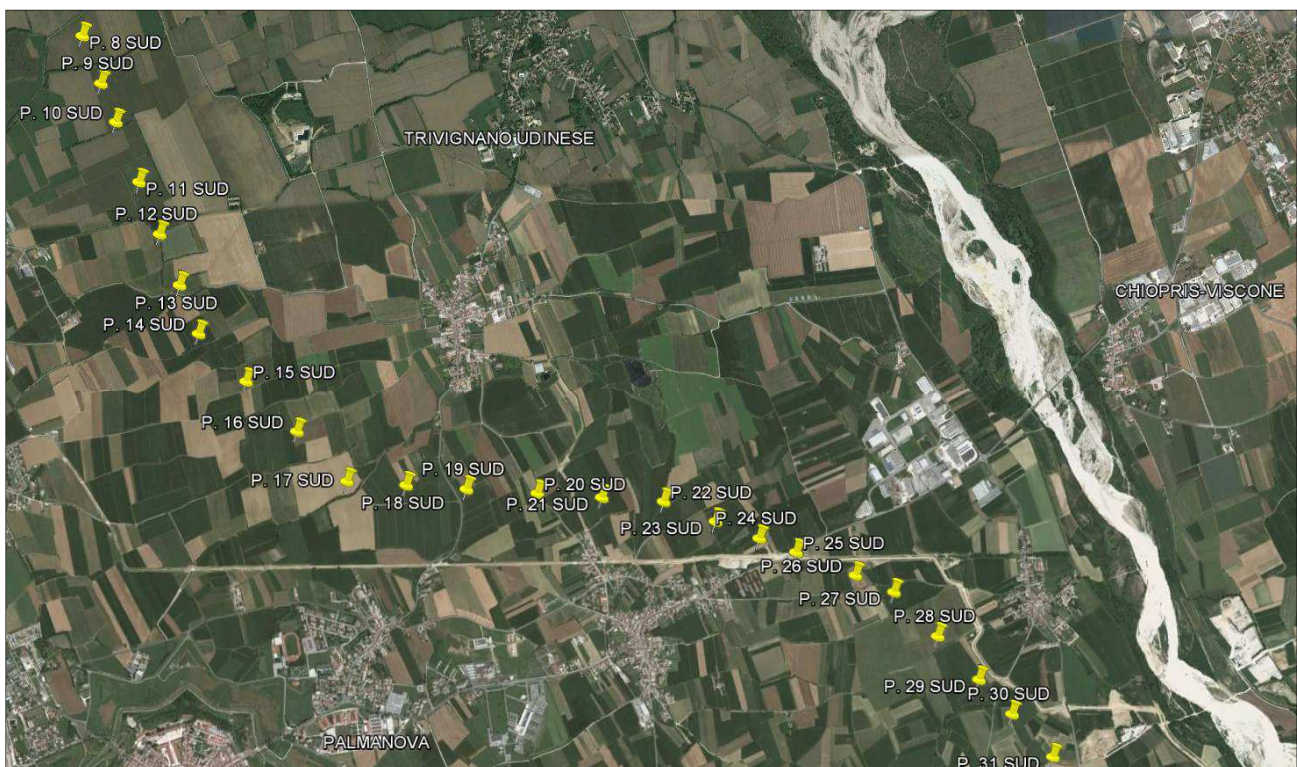 P. 8 SUD
P. 9 SUD
P. 10 SUD
TRIVIGNANO UDINESE
P. 11 SUD
P. 12 SUD
CHIOPRIS-VISCONE
P. 13 SUD
P. 14 SUD
P. 15 SUD
P. 16 SUD
P. 17 SUD
P. 18 SUD
P. 19 SUD
P. 20 SUD
P. 21 SUD
P. 22 SUD
P. 23 SUD
P. 24 SUD
P. 25 SUD
P. 26 SUD
P. 27 SUD
P. 28 SUD
P. 29 SUD
P. 30 SUD
PALMANOVA
P. 31 SUD